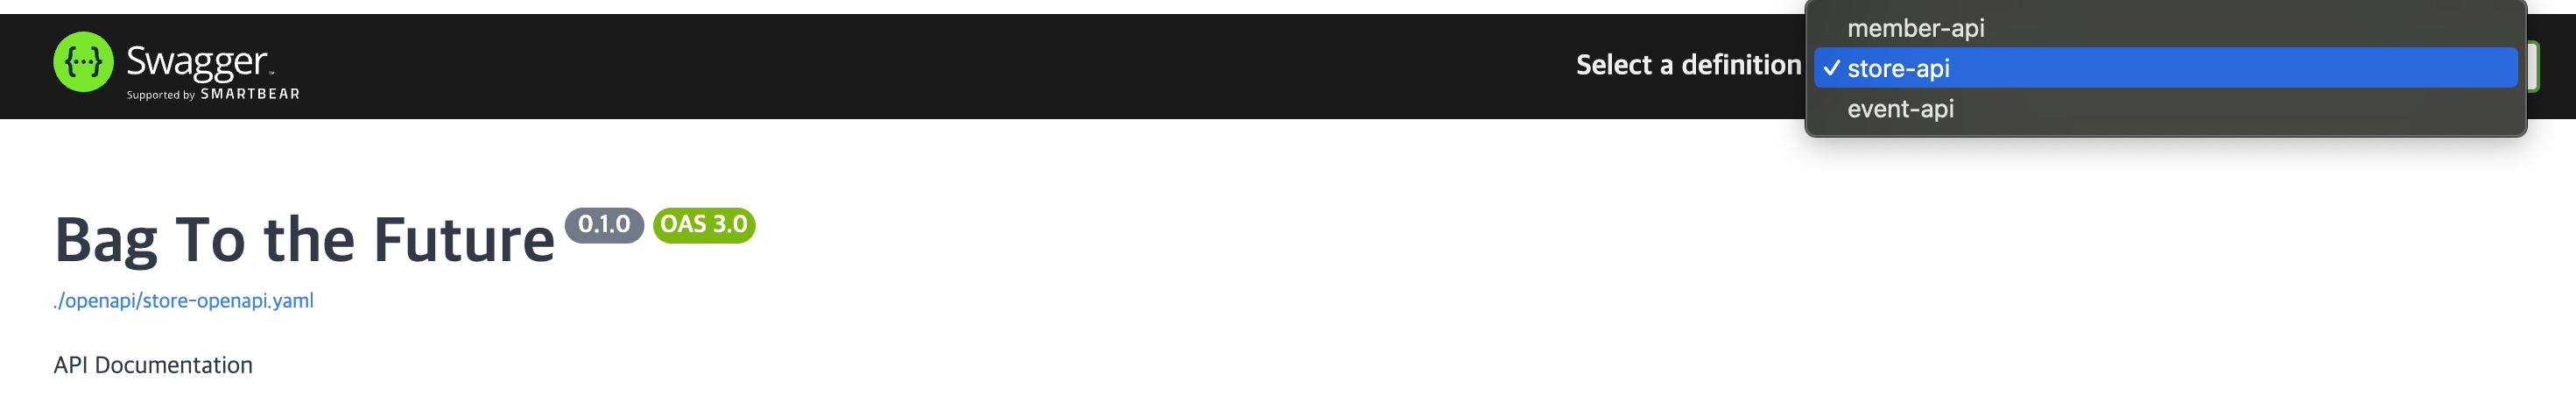 member-api
Swagger
Select a definition
✓ store-api
Supported by SMARTBEAR
event-api
Bag To the Future 0.1.0 OAS 3.0
./openapi/store-openapi.yaml
API Documentation